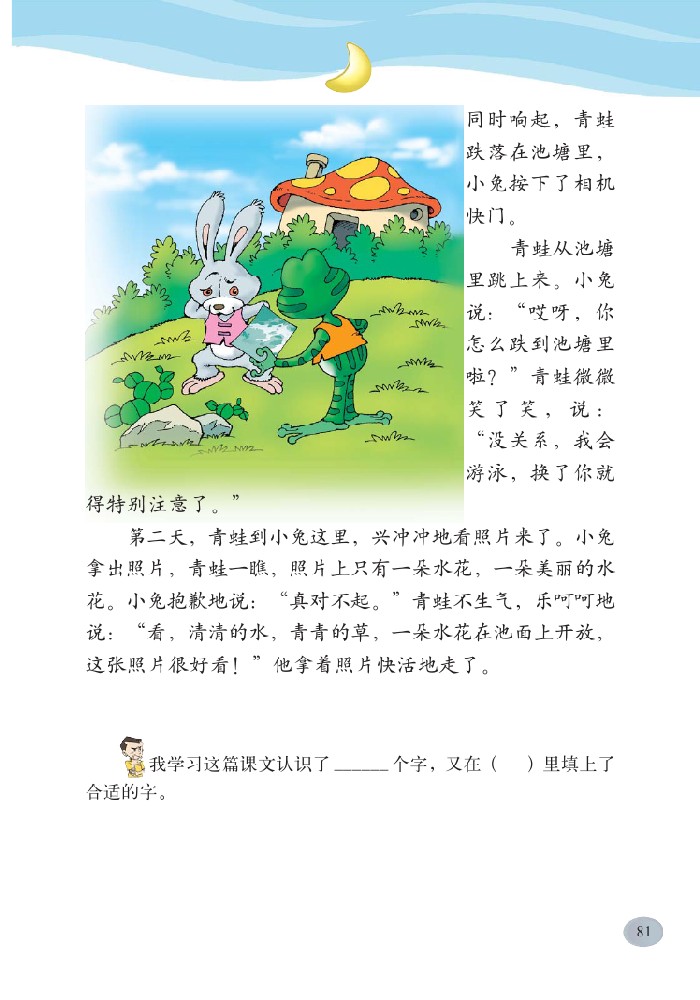 同时响起，青蛙
跌落在池塘里，
小兔按下了相机
快门。
青蛙从池塘
里跳上来。小兔
说：“哎呀，你
怎么跌到池塘里
啦？”青蛙微微
笑了笑，说：
“没关系，我会
游泳，换了你就
得特别注意了。”
第二天，青蛙到小兔这里，兴冲冲地看照片来了。小兔
拿出照片，青蛙一瞧，照片上只有一朵水花，一朵美丽的水
花。小兔抱歉地说：“真对不起。”青蛙不生气，乐呵呵地
说：“看，清清的水，青青的草，一朵水花在池面上开放，
这张照片很好看！”他拿着照片快活地走了。
我学习这篇课文认识了______个字，又在（　）里填上了
合适的字。
81